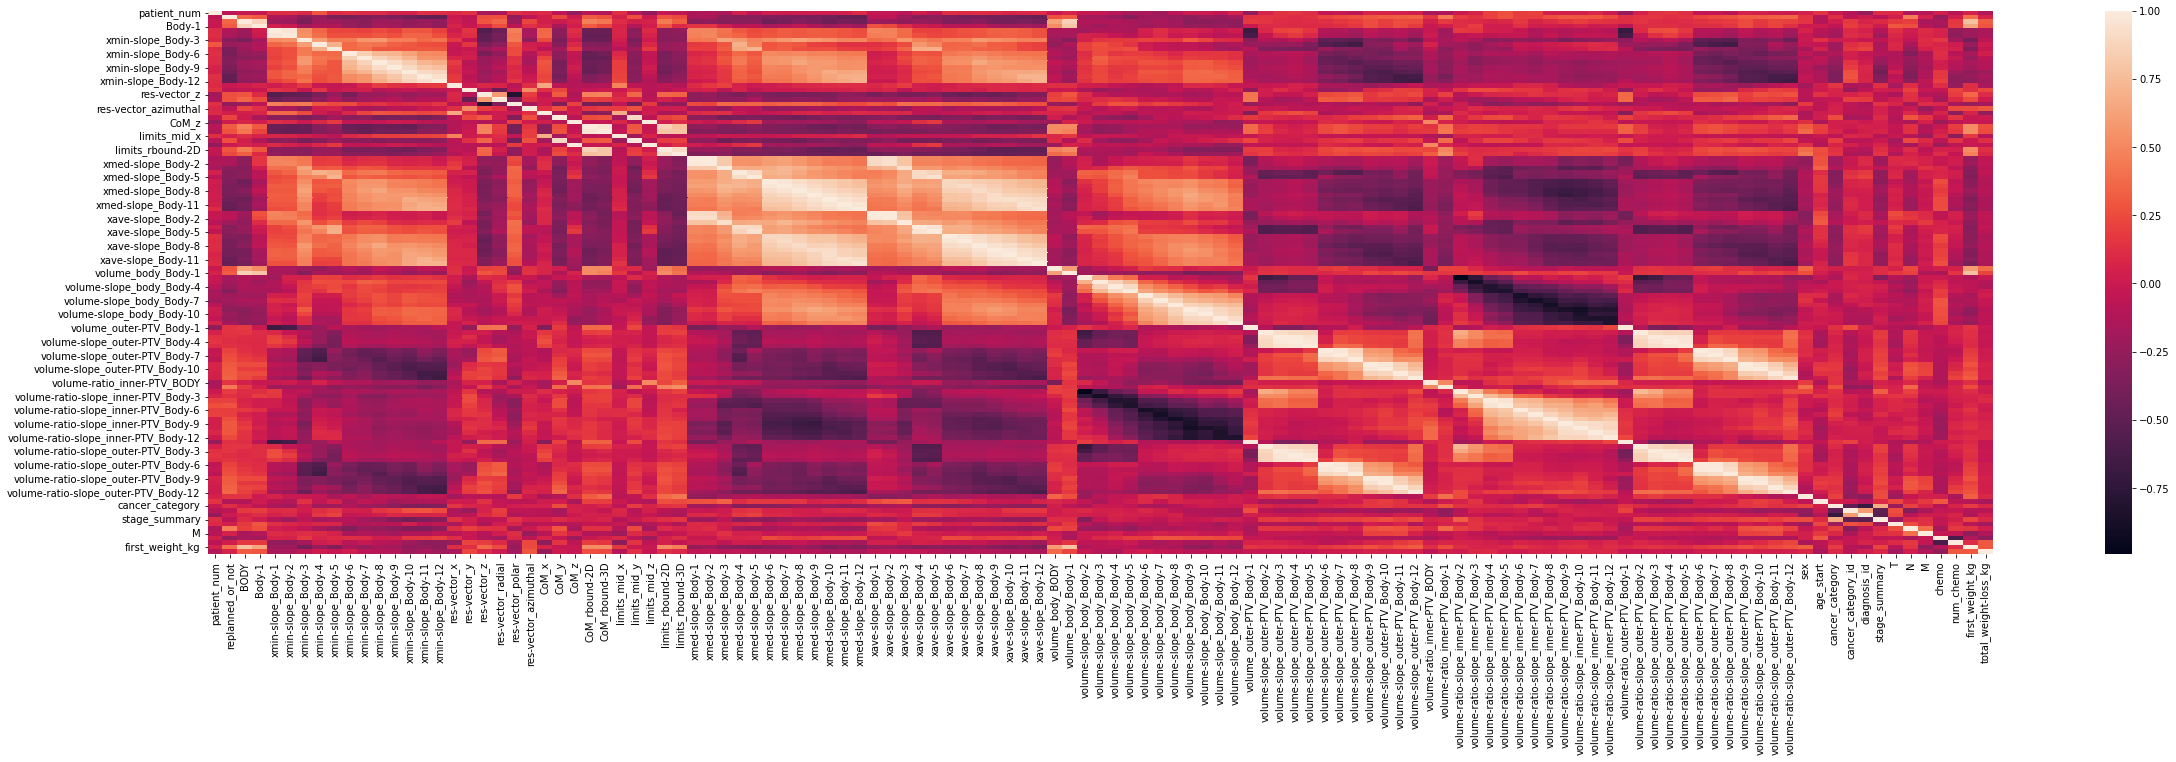 patient_num
Body-1
xmin-slope_Body-3
xmin-slope_Body-6
xmin-slope_Body-9
xmin-slope_Body-12
res-vector_z
res-vector_azimuthal
CoM_z
limits_mid_x
limits_rbound-2D
xmed-slope_Body-2
xmed-slope_Body-5
xmed-slope_Body-8
xmed-slope_Body-11
xave-slope_Body-2
xave-slope_Body-5
xave-slope_Body-8
xave-slope_Body-11
volume_body_Body-1
volume-slope_body_Body-4
volume-slope_body_Body-7
volume-slope_body_Body-10
volume_outer-PTV_Body-1
volume-slope_outer-PTV_Body-4
volume-slope_outer-PTV_Body-7
volume-slope_outer-PTV_Body-10
volume-ratio_inner-PTV_BODY
volume-ratio-slope_inner-PTV_Body-3
volume-ratio-slope_inner-PTV_Body-6
volume-ratio-slope_inner-PTV_Body-9
volume-ratio-slope_inner-PTV_Body-12
volume-ratio-slope_outer-PTV_Body-3
volume-ratio-slope_outer-PTV_Body-6
volume-ratio-slope_outer-PTV_Body-9
volume-ratio-slope_outer-PTV_Body-12
cancer_category
stage_summary
M
first_weight_kg
patient_num
replanned_or_not
BODY
Body-1
xmin-slope_Body-1
xmin-slope_Body-2
xmin-slope_Body-3
xmin-slope_Body-4
xmin-slope_Body-5
xmin-slope_Body-6
xmin-slope_Body-7
xmin-slope_Body-8
xmin-slope_Body-9
xmin-slope_Body-10
xmin-slope_Body-11
xmin-slope_Body-12
res-vector_x
res-vector_y
res-vector_z
res-vector_radial
res-vector_polar
res-vector_azimuthal
CoM_x
CoM_y
CoM_z
CoM_rbound-2D
CoM_rbound-3D
limits_mid_x
limits_mid_y
limits_mid_z
limits_rbound-2D
limits_rbound-3D
xmed-slope_Body-1
xmed-slope_Body-2
xmed-slope_Body-3
xmed-slope_Body-4
xmed-slope_Body-5
xmed-slope_Body-6
xmed-slope_Body-7
xmed-slope_Body-8
xmed-slope_Body-9
xmed-slope_Body-10
xmed-slope_Body-11
xmed-slope_Body-12
xave-slope_Body-1
xave-slope_Body-2
xave-slope_Body-3
xave-slope_Body-4
xave-slope_Body-5
xave-slope_Body-6
xave-slope_Body-7
xave-slope_Body-8
xave-slope_Body-9
xave-slope_Body-10
xave-slope_Body-11
xave-slope_Body-12
volume_body_BODY
volume_body_Body-1
volume-slope_body_Body-2
volume-slope_body_Body-3
volume-slope_body_Body-4
volume-slope_body_Body-5
volume-slope_body_Body-6
volume-slope_body_Body-7
volume-slope_body_Body-8
volume-slope_body_Body-9
volume-slope_body_Body-10
volume-slope_body_Body-11
volume-slope_body_Body-12
volume_outer-PTV_Body-1
volume-slope_outer-PTV_Body-2
volume-slope_outer-PTV_Body-3
volume-slope_outer-PTV_Body-4
volume-slope_outer-PTV_Body-5
volume-slope_outer-PTV_Body-6
volume-slope_outer-PTV_Body-7
volume-slope_outer-PTV_Body-8
volume-slope_outer-PTV_Body-9
volume-slope_outer-PTV_Body-10
volume-slope_outer-PTV_Body-11
volume-slope_outer-PTV_Body-12
volume-ratio_inner-PTV_BODY
volume-ratio_inner-PTV_Body-1
volume-ratio-slope_inner-PTV_Body-2
volume-ratio-slope_inner-PTV_Body-3
volume-ratio-slope_inner-PTV_Body-4
volume-ratio-slope_inner-PTV_Body-5
volume-ratio-slope_inner-PTV_Body-6
volume-ratio-slope_inner-PTV_Body-7
volume-ratio-slope_inner-PTV_Body-8
volume-ratio-slope_inner-PTV_Body-9
volume-ratio-slope_inner-PTV_Body-10
volume-ratio-slope_inner-PTV_Body-11
volume-ratio-slope_inner-PTV_Body-12
volume-ratio_outer-PTV_Body-1
volume-ratio-slope_outer-PTV_Body-2
volume-ratio-slope_outer-PTV_Body-3
volume-ratio-slope_outer-PTV_Body-4
volume-ratio-slope_outer-PTV_Body-5
volume-ratio-slope_outer-PTV_Body-6
volume-ratio-slope_outer-PTV_Body-7
volume-ratio-slope_outer-PTV_Body-8
volume-ratio-slope_outer-PTV_Body-9
volume-ratio-slope_outer-PTV_Body-10
volume-ratio-slope_outer-PTV_Body-11
volume-ratio-slope_outer-PTV_Body-12
sex
age_start
cancer_category
cancer_category_id
diagnosis_id
stage_summary
T
N
M
chemo
num_chemo
first_weight_kg
total_weight-loss_kg
1.00
0.75
0.50
0.25
0.00
−0.25
−0.50
−0.75